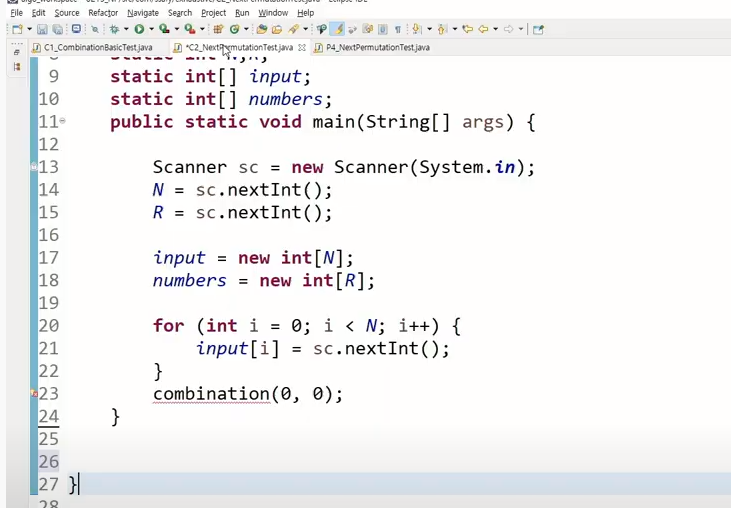 File Edit Source Refactor Navigate Search Project Run Window Help
C1_CombinationBasicTest.java *C2_NextPermutationTest.java P4_NextPermutationTest.java
9 static int[] input;
10 static int[] numbers;
11 public static void main(String[] args) {
12
13 Scanner sc = new Scanner(System.in);
14 N = sc.nextInt();
15 R = sc.nextInt();
16
17 input = new int[N];
18 numbers = new int[R];
19
20 for (int i = 0; i < N; i++) {
21 input[i] = sc.nextInt();
22 }
23 combination(0, 0);
24 }
25
26
27 }
28